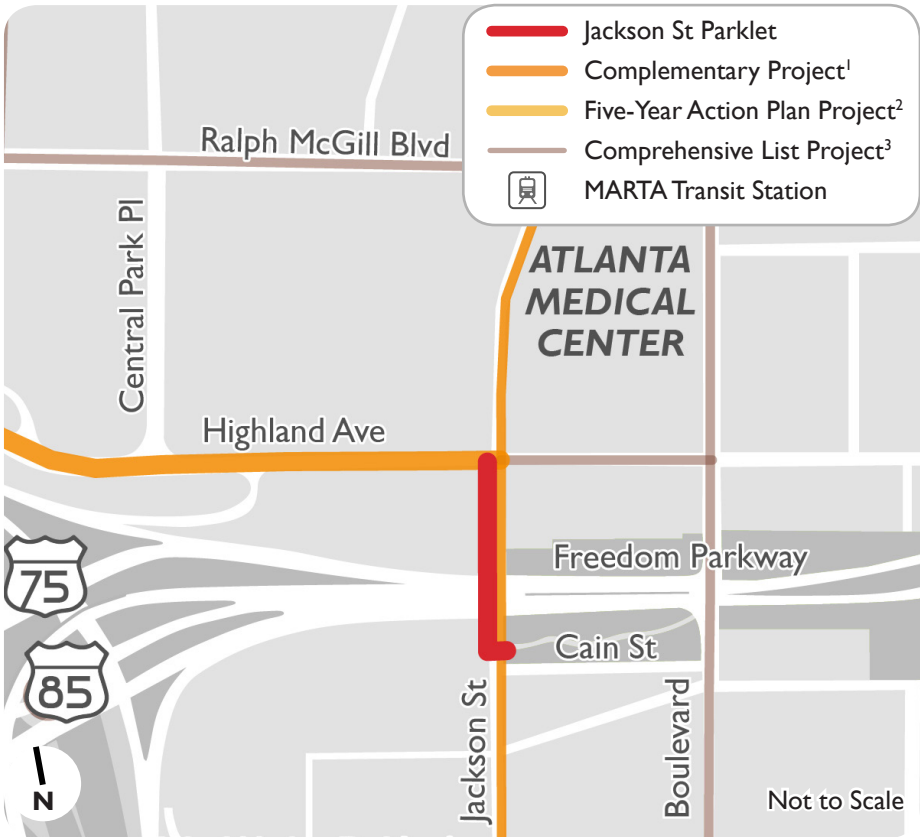 Jackson St Parklet
Complementary Project¹
Five-Year Action Plan Project²
Comprehensive List Project³
MARTA Transit Station
Ralph McGill Blvd
Central Park Pl
ATLANTA
MEDICAL
CENTER
Highland Ave
Freedom Parkway
75
Cain St
85
Jackson St
Boulevard
N
Not to Scale